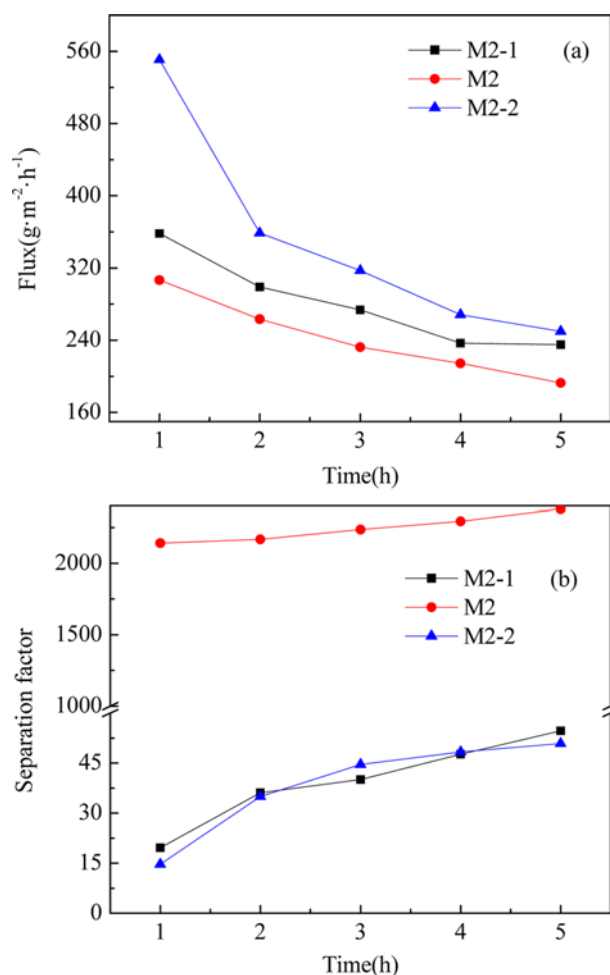 560
480
400
320
240
160
Flux(g·m⁻²·h⁻¹)
M2-1
M2
M2-2
(a)
1 2 3 4 5
Time(h)
2000
1500
1000
45
30
15
0
Separation factor
M2-1
M2
M2-2
(b)
1 2 3 4 5
Time(h)